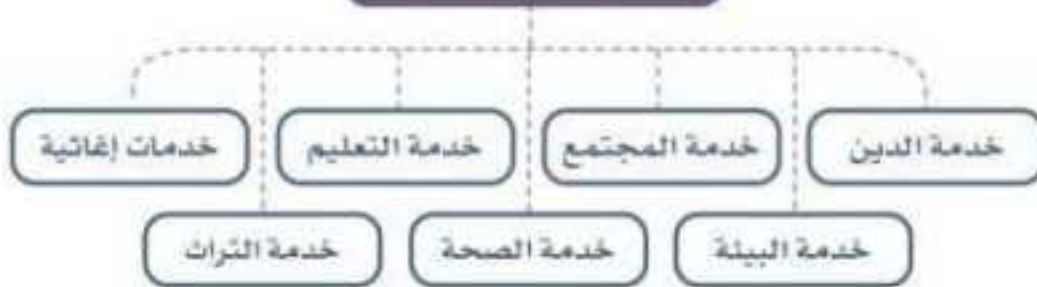 خدمة الدين
خدمة المجتمع
خدمة التعليم
خدمات إغاثية
خدمة البيئة
خدمة الصحة
خدمة التراث